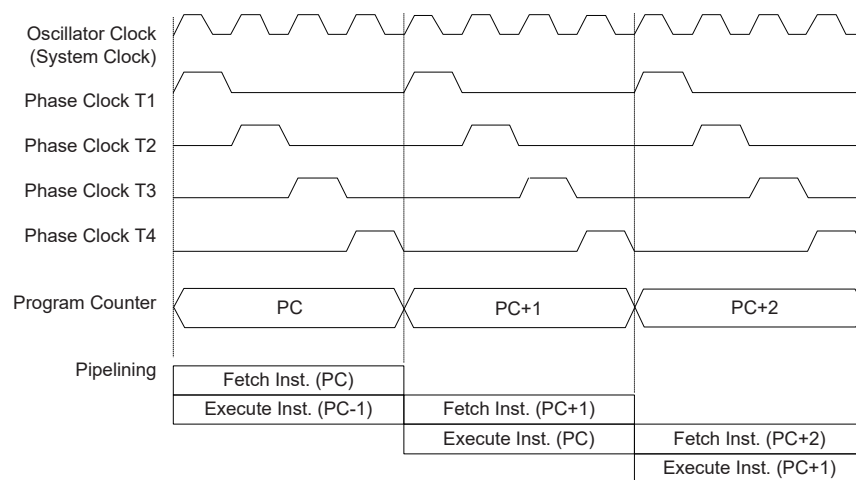 Oscillator Clock
(System Clock)
Phase Clock T1
Phase Clock T2
Phase Clock T3
Phase Clock T4
Program Counter
PC
PC+1
PC+2
Pipelining
Fetch Inst. (PC)
Execute Inst. (PC-1)
Fetch Inst. (PC+1)
Execute Inst. (PC)
Fetch Inst. (PC+2)
Execute Inst. (PC+1)